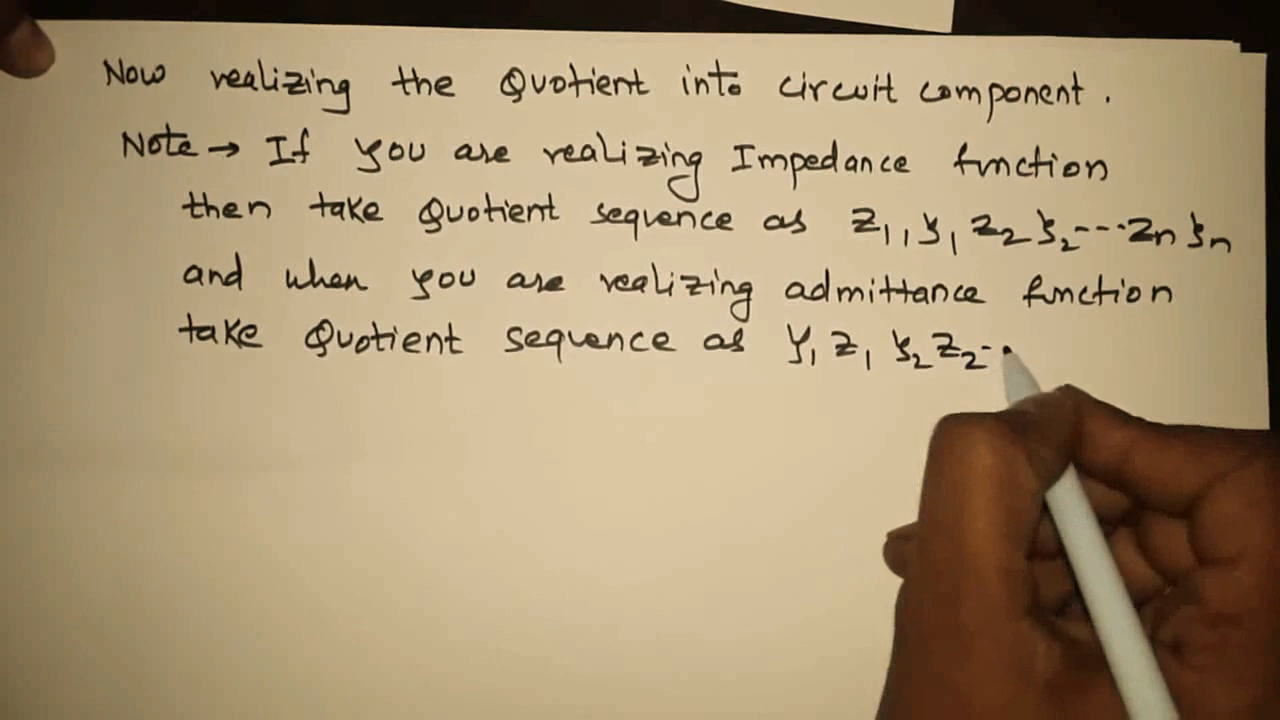 Now realizing the Quotient into circuit component.
Note → If you are realizing Impedance function
then take Quotient sequence as Z1, Y1 Z2 Y2 --- Zn Yn
and when you are realizing admittance function
take Quotient sequence as Y1 Z1 Y2 Z2 --